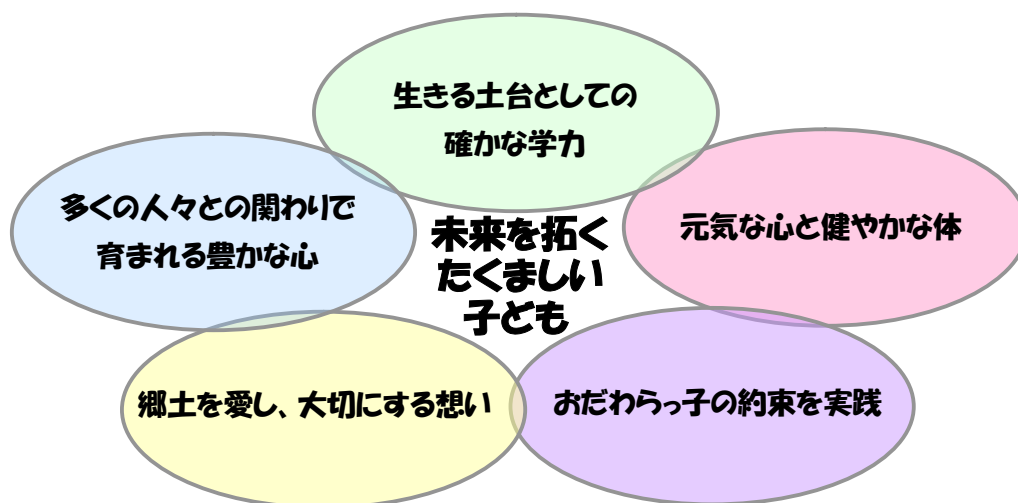 生きる土台としての
確かな学力
多くの人々との関わりで
育まれる豊かな心
元気な心と健やかな体
未来を拓く
たくましい
子ども
郷土を愛し、大切にする想い
おだわらっ子の約束を実践